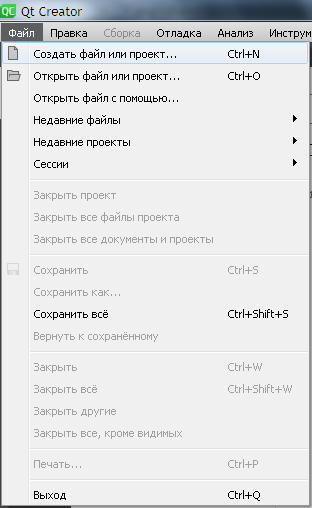 QC Qt Creator
Файл Правка Сборка Отладка Анализ Инструм
Создать файл или проект... Ctrl+N
Открыть файл или проект... Ctrl+O
Открыть файл с помощью...
Недавние файлы
Недавние проекты
Сессии
Закрыть проект
Закрыть все файлы проекта
Закрыть все документы и проекты
Сохранить Ctrl+S
Сохранить как...
Сохранить всё Ctrl+Shift+S
Вернуть к сохранённому
Закрыть Ctrl+W
Закрыть всё Ctrl+Shift+W
Закрыть другие
Закрыть все, кроме видимых
Печать... Ctrl+P
Выход Ctrl+Q